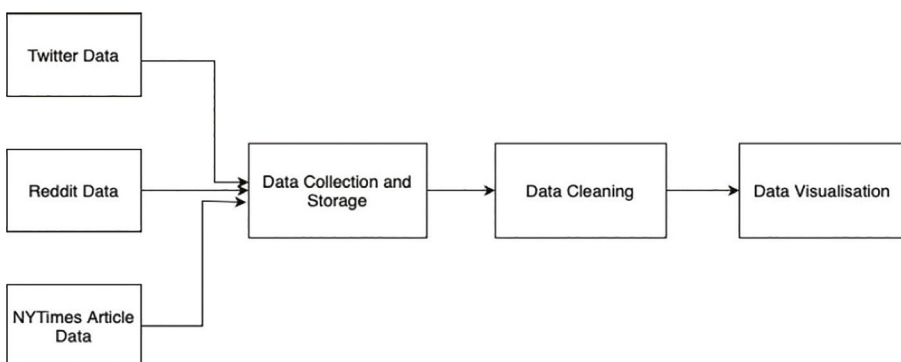 Twitter Data
Reddit Data
NYTimes Article
Data
Data Collection and
Storage
Data Cleaning
Data Visualisation